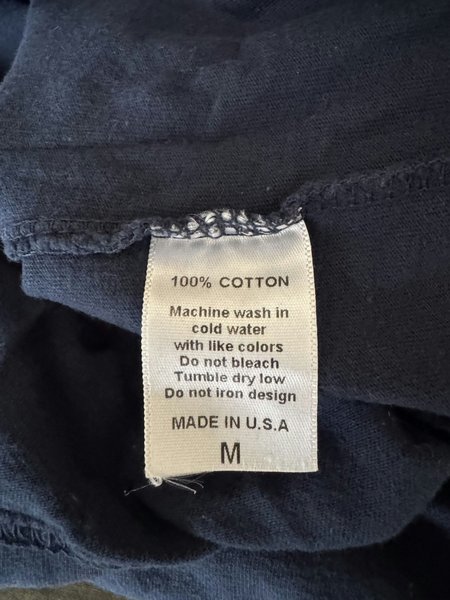 100% COTTON
Machine wash in
cold water
with like colors
Do not bleach
Tumble dry low
Do not iron design
MADE IN U.S.A
M